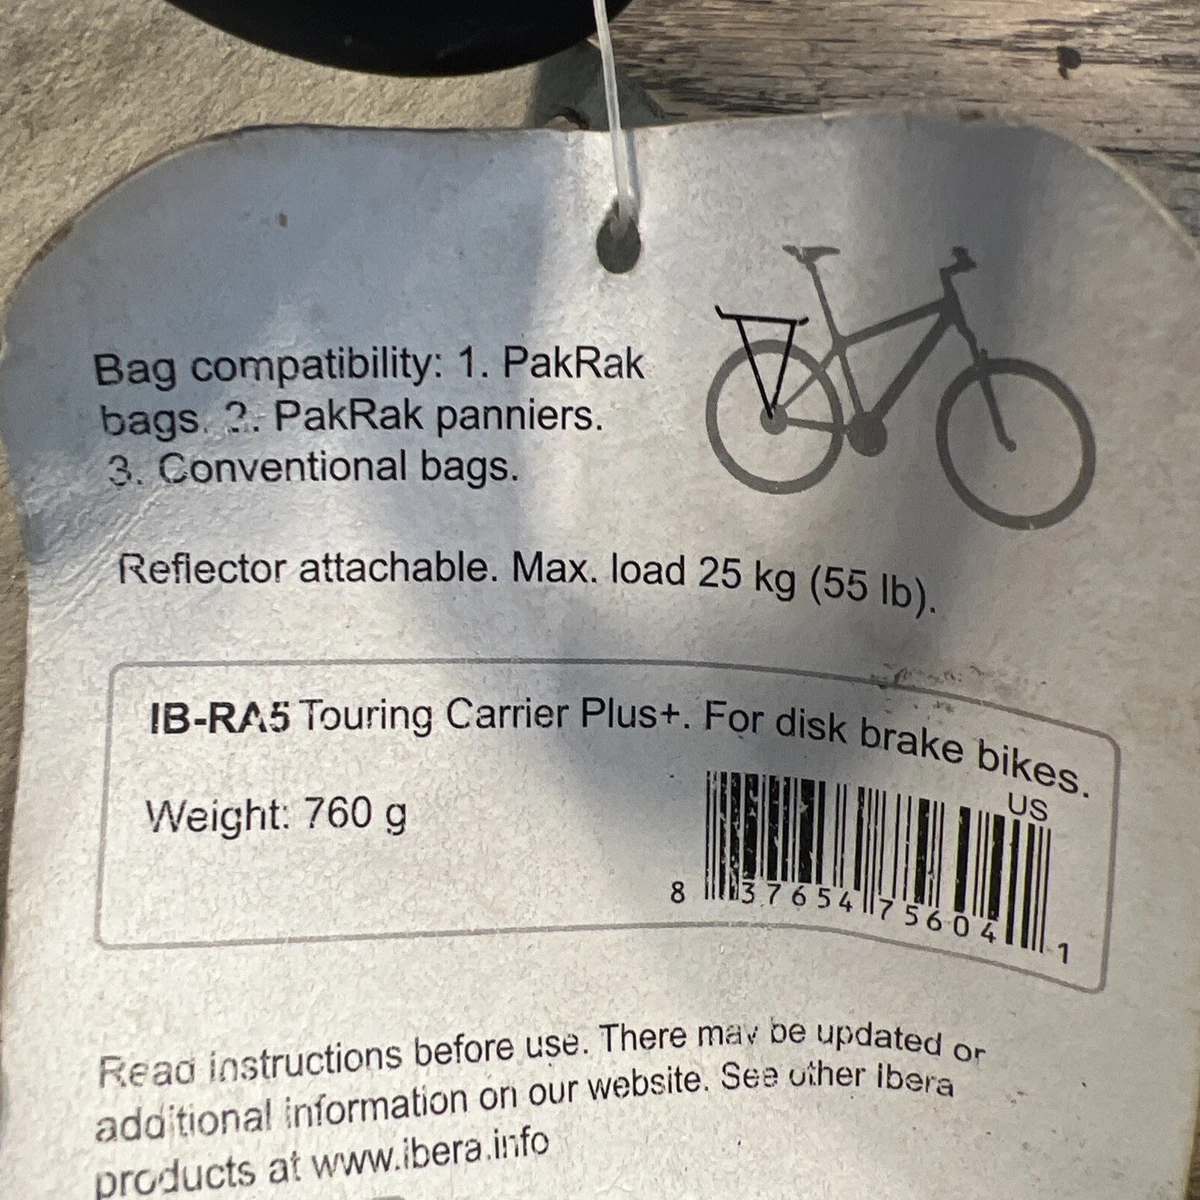 Bag compatibility: 1. PakRak
bags. 2. PakRak panniers.
3. Conventional bags.
Reflector attachable. Max. load 25 kg (55 lb).
IB-RA5 Touring Carrier Plus+. For disk brake bikes.
US
Weight: 760 g
8 37654 75604 1
Read instructions before use. There may be updated or
additional information on our website. See other Ibera
products at www.ibera.info